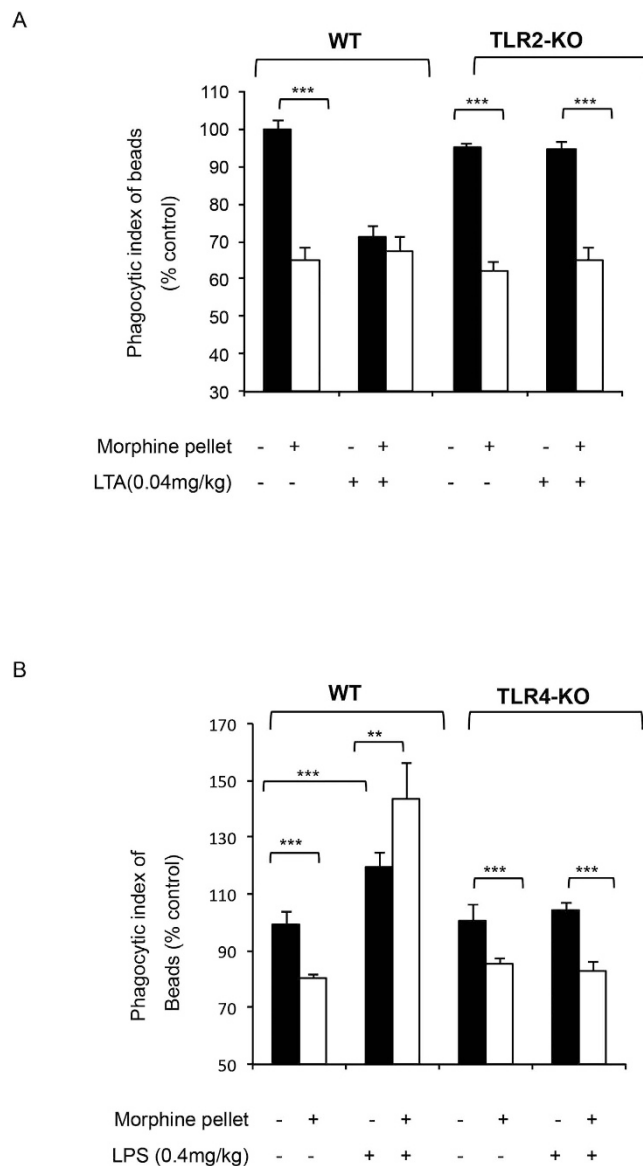 A
WT TLR2-KO
*** *** ***
110
100
90
80
70
60
50
40
30
Phagocytic index of beads
(% control)
Morphine pellet - + - + - + - +
LTA(0.04mg/kg) - - + + - - + +
B
WT TLR4-KO
170
150
130
110
90
70
50
**
***
*** *** ***
Phagocytic index of
Beads (% control)
Morphine pellet - + - + - + - +
LPS (0.4mg/kg) - - + + - - + +